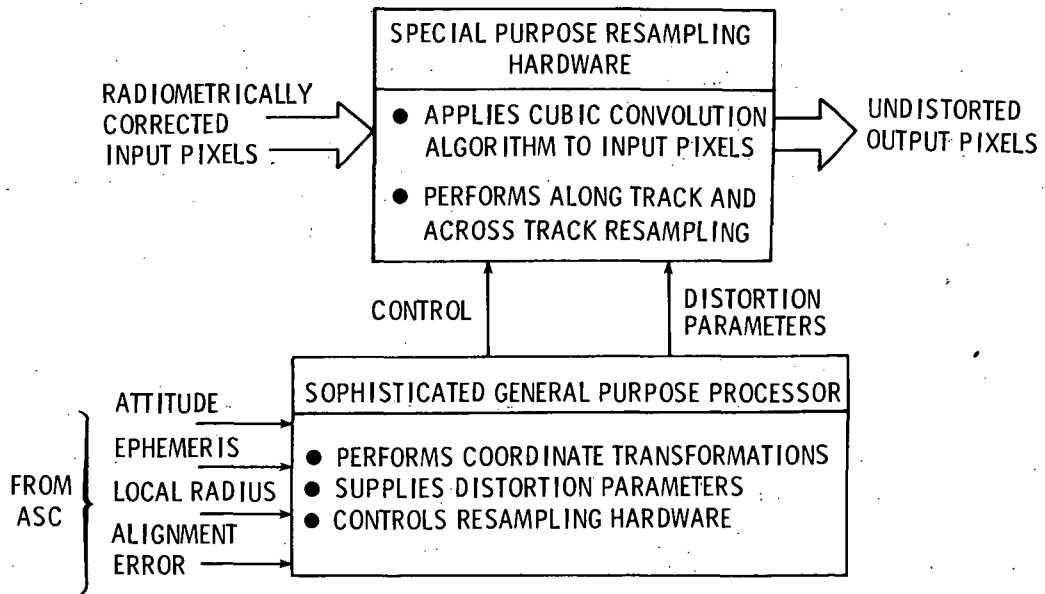 SPECIAL PURPOSE RESAMPLING
HARDWARE
RADIOMETRICALLY
CORRECTED
INPUT PIXELS
● APPLIES CUBIC CONVOLUTION
ALGORITHM TO INPUT PIXELS
● PERFORMS ALONG TRACK AND
ACROSS TRACK RESAMPLING
UNDISTORTED
OUTPUT PIXELS
CONTROL
DISTORTION
PARAMETERS
SOPHISTICATED GENERAL PURPOSE PROCESSOR
● PERFORMS COORDINATE TRANSFORMATIONS
● SUPPLIES DISTORTION PARAMETERS
● CONTROLS RESAMPLING HARDWARE
FROM
ASC
ATTITUDE
EPHEMERIS
LOCAL RADIUS
ALIGNMENT
ERROR